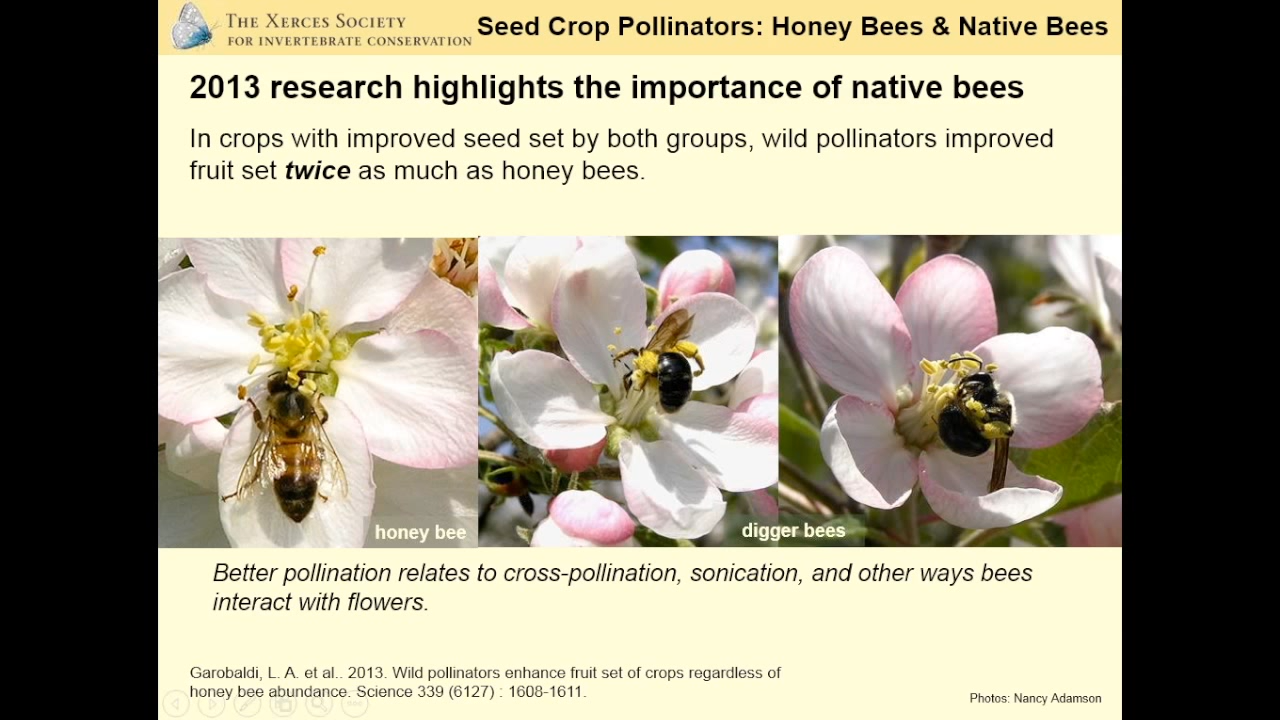 THE XERCES SOCIETY
FOR INVERTEBRATE CONSERVATION
Seed Crop Pollinators: Honey Bees & Native Bees
2013 research highlights the importance of native bees
In crops with improved seed set by both groups, wild pollinators improved
fruit set twice as much as honey bees.
honey bee
digger bees
Better pollination relates to cross-pollination, sonication, and other ways bees
interact with flowers.
Garobaldi, L. A. et al.. 2013. Wild pollinators enhance fruit set of crops regardless of
honey bee abundance. Science 339 (6127) : 1608-1611.
Photos: Nancy Adamson